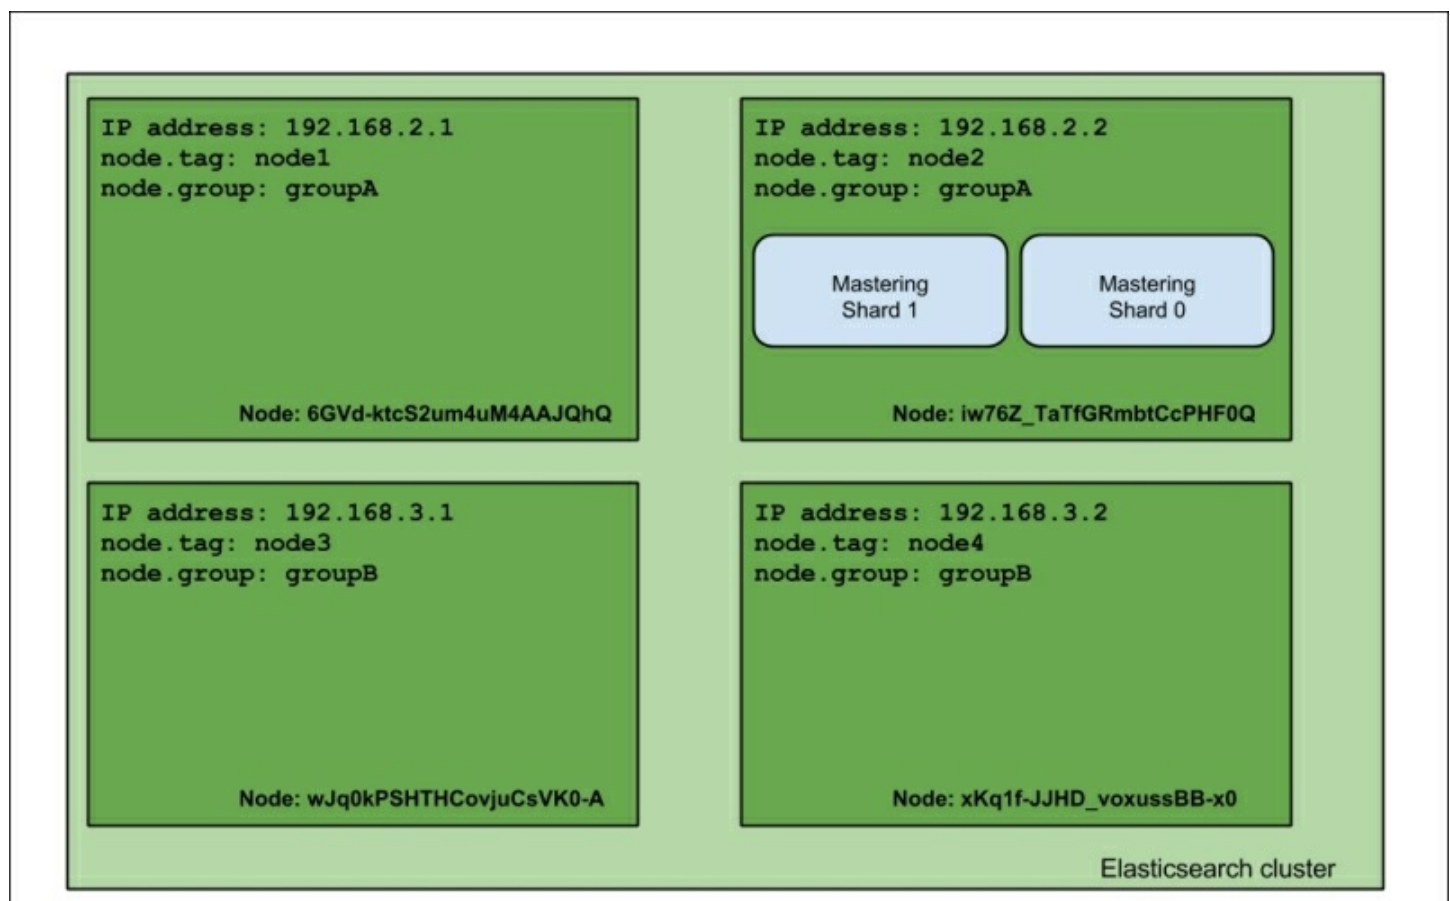 IP address: 192.168.2.1
node.tag: node1
node.group: groupA
Node: 6GVd-ktcS2um4uM4AAJQhQ
IP address: 192.168.2.2
node.tag: node2
node.group: groupA
Mastering
Shard 1
Mastering
Shard 0
Node: iw76Z_TaTfGRmbtCcPHF0Q
IP address: 192.168.3.1
node.tag: node3
node.group: groupB
Node: wJq0kPSHTHCovjuCsVK0-A
IP address: 192.168.3.2
node.tag: node4
node.group: groupB
Node: xKq1f-JJHD_voxussBB-x0
Elasticsearch cluster